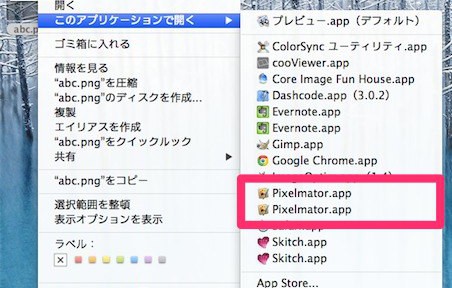 開く
このアプリケーションで開く
ゴミ箱に入れる
情報を見る
"abc.png"を圧縮
"abc.png"のディスクを作成...
複製
エイリアスを作成
"abc.png"をクイックルック
共有
"abc.png"をコピー
選択範囲を整頓
表示オプションを表示
ラベル：
プレビュー.app（デフォルト）
ColorSync ユーティリティ.app
cooViewer.app
Core Image Fun House.app
Dashcode.app（3.0.2）
Evernote.app
Evernote.app
Gimp.app
Google Chrome.app
Pixelmator.app
Pixelmator.app
Skitch.app
Skitch.app
App Store...